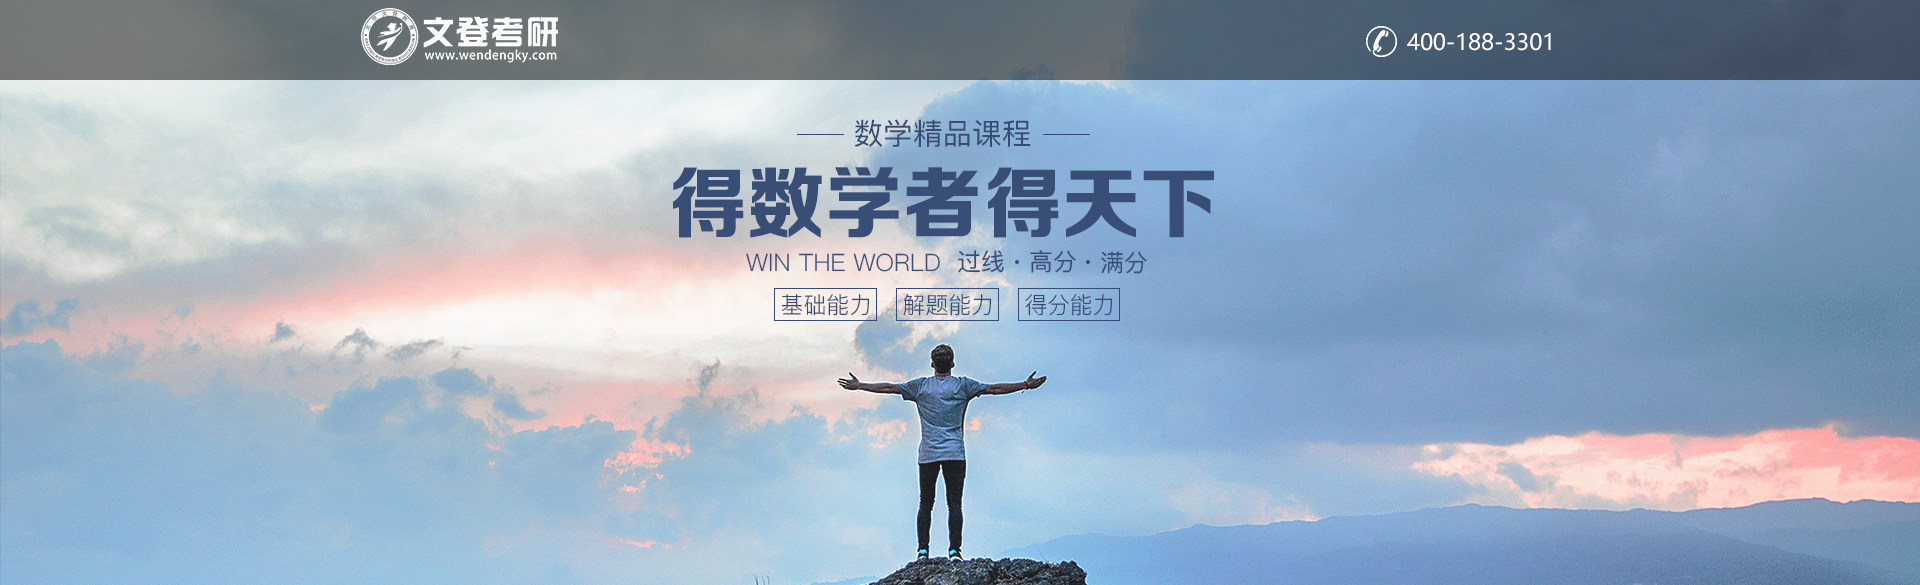 文登考研
www.wendengky.com
400-188-3301
数学精品课程
得数学者得天下
WIN THE WORLD 过线·高分·满分
基础能力 解题能力 得分能力